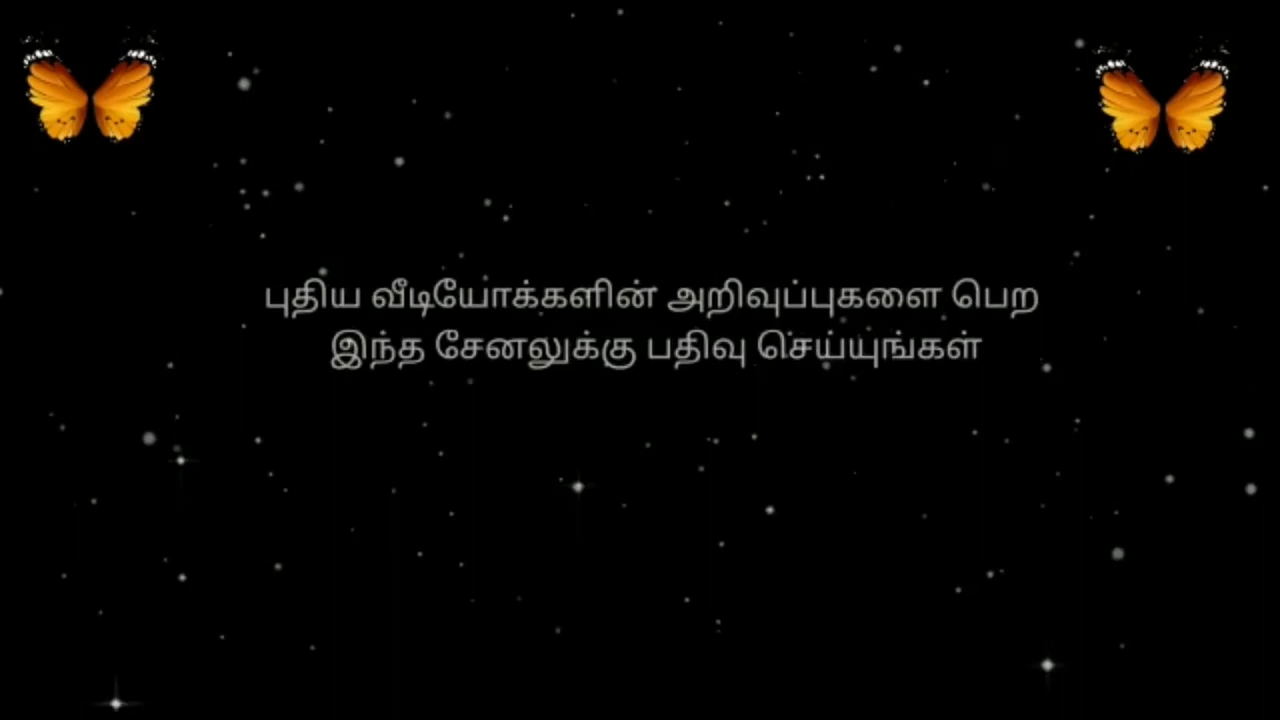 புதிய வீடியோக்களின் அறிவுப்புகளை பெற
இந்த சேனலுக்கு பதிவு செய்யுங்கள்